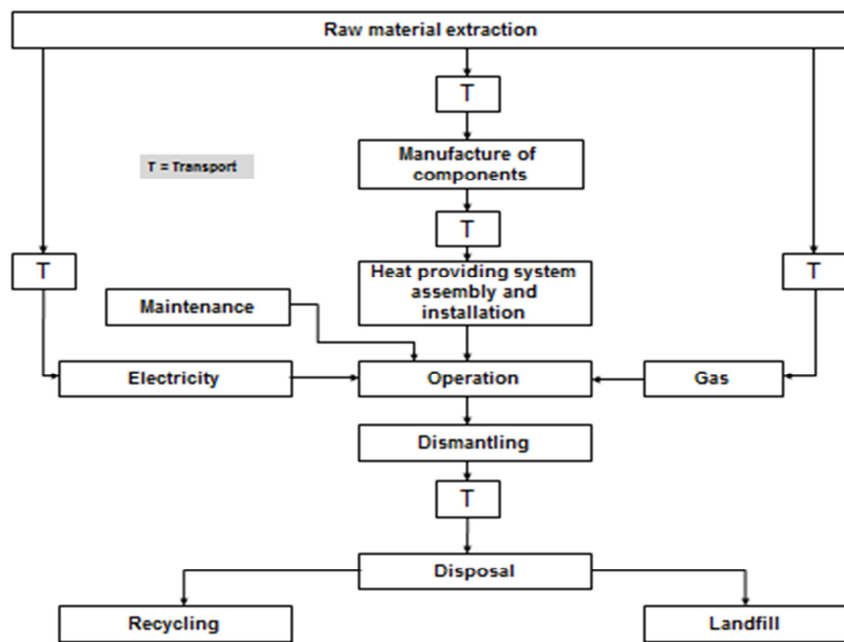 Raw material extraction
T
Manufacture of
components
T = Transport
T
T
Heat providing system
assembly and
installation
T
Maintenance
Electricity
Operation
Gas
Dismantling
T
Disposal
Recycling
Landfill